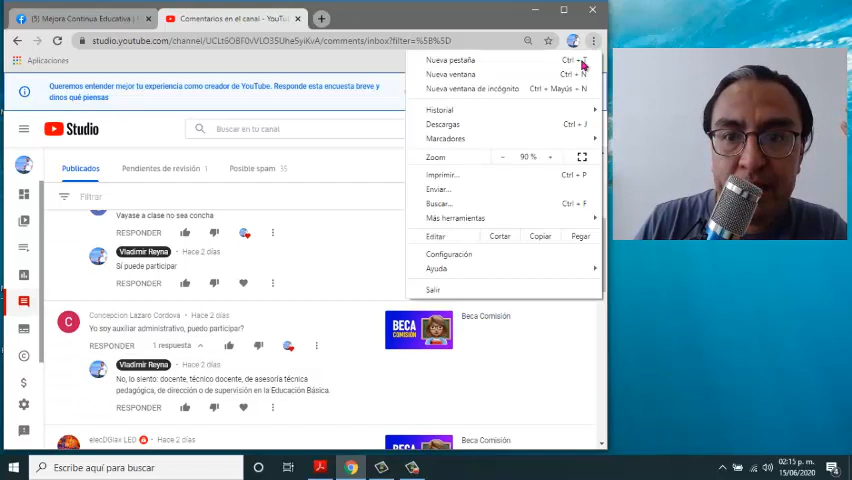 (5) Mejora Continua Educativa |
Comentarios en el canal - YouTu
studio.youtube.com/channel/UCLt6OBF0vVLO35Uhe5yiKvA/comments/inbox?filter=%5B%5D
Aplicaciones
Queremos entender mejor tu experiencia como creador de YouTube. Responde esta encuesta breve y
dinos qué piensas
Studio
Buscar en tu canal
Publicados
Pendientes de revisión 1
Posible spam 35
Filtrar
Vayase a clase no sea concha
RESPONDER
Vladimir Reyna Hace 2 días
Sí puede participar
RESPONDER
Concepcion Lazaro Cordova Hace 2 días
Yo soy auxiliar administrativo, puedo participar?
RESPONDER 1 respuesta
Vladimir Reyna Hace 2 días
No, lo siento: docente, técnico docente, de asesoría técnica
pedagógica, de dirección o de supervisión en la Educación Básica.
RESPONDER
elecDGlax LED Hace 2 días
BECA
COMISIÓN
Beca Comisión
Beca Comisión
Nueva pestaña Ctrl + T
Nueva ventana Ctrl + N
Nueva ventana de incógnito Ctrl + Mayús + N
Historial
Descargas Ctrl + J
Marcadores
Zoom - 90 % +
Imprimir... Ctrl + P
Enviar...
Buscar... Ctrl + F
Más herramientas
Editar Cortar Copiar Pegar
Configuración
Ayuda
Salir
Escribe aquí para buscar
02:15 p. m.
15/06/2020
4